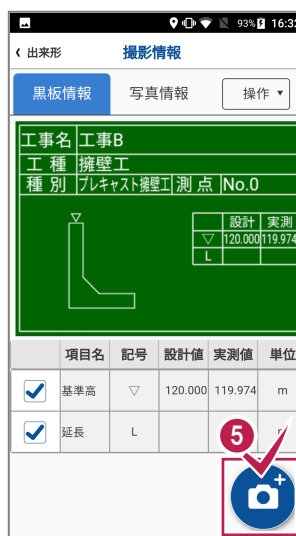 93% 16:32
出来形 撮影情報
黒板情報 写真情報 操作
工事名 工事B
工種 擁壁工
種別 プレキャスト擁壁工 測点 No.0
設計 実測
▽ 120.000 119.974
L
▽
項目名 記号 設計値 実測値 単位
基準高 ▽ 120.000 119.974 m
延長 L
5